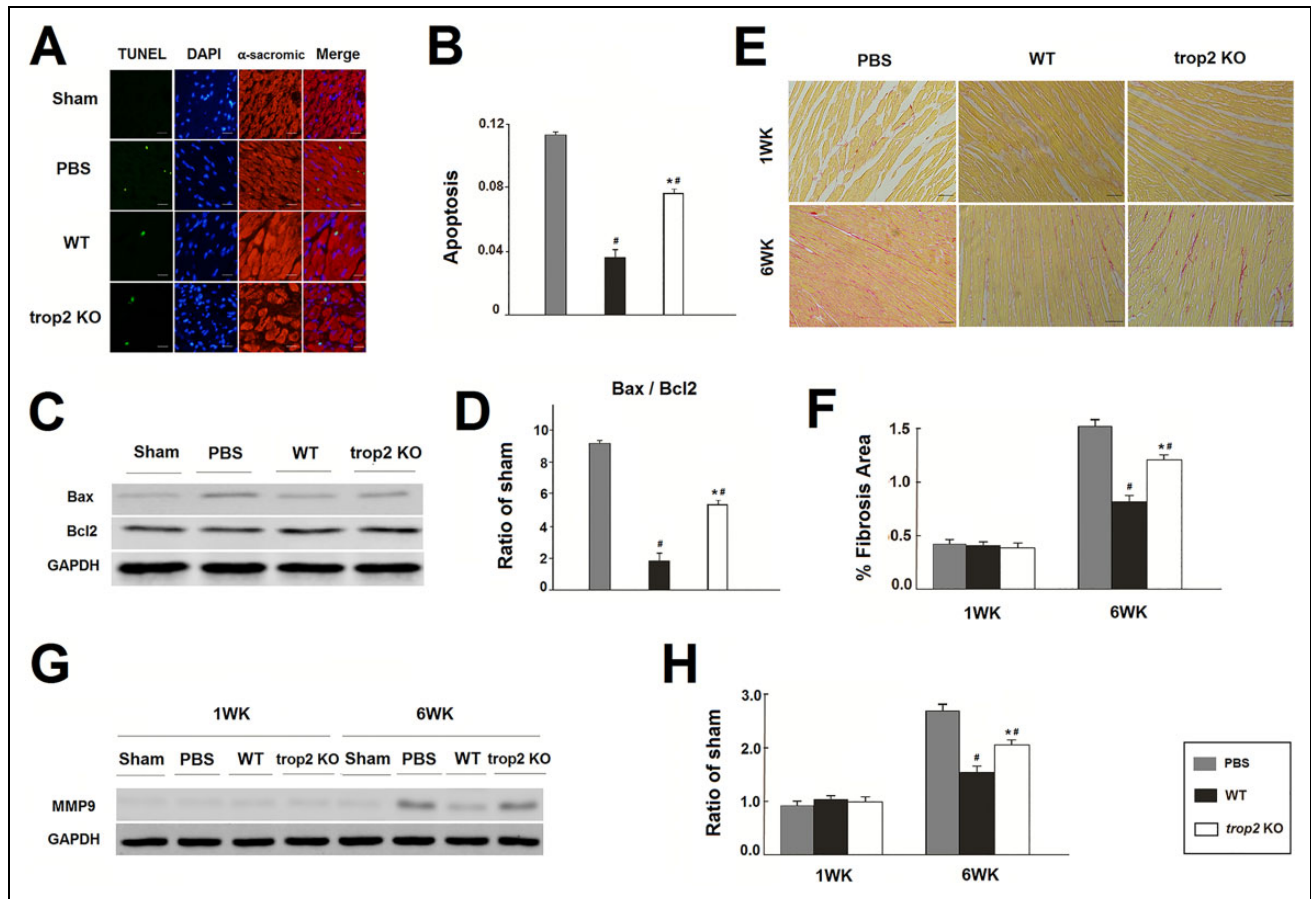 A
TUNEL DAPI α-sacromic Merge
Sham
PBS
WT
trop2 KO
B
Apoptosis
0.12
0.08
0.04
0
#
*#
E
PBS WT trop2 KO
1WK
6WK
C
Sham PBS WT trop2 KO
Bax
Bcl2
GAPDH
D
Bax / Bcl2
Ratio of sham
10
8
6
4
2
0
#
*#
F
% Fibrosis Area
1.5
1.0
0.5
0.0
#
*#
1WK 6WK
G
1WK 6WK
Sham PBS WT trop2 KO Sham PBS WT trop2 KO
MMP9
GAPDH
H
Ratio of sham
3.0
2.0
1.0
0.0
#
*#
1WK 6WK
PBS
WT
trop2 KO